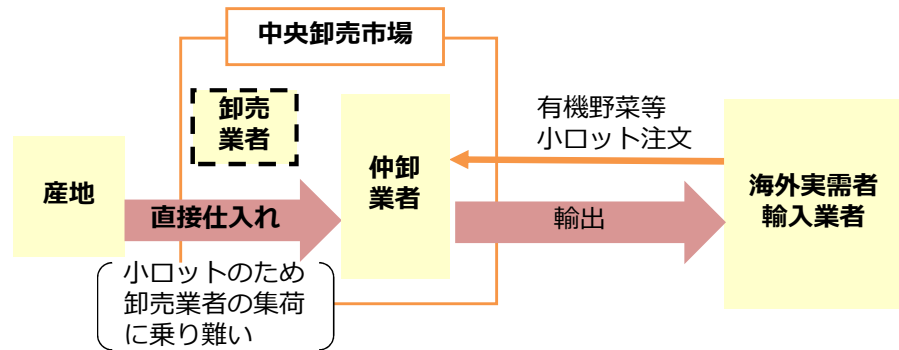 中央卸売市場
卸売
業者
有機野菜等
小ロット注文
産地
仲卸
業者
海外実需者
輸入業者
直接仕入れ
輸出
小ロットのため
卸売業者の集荷
に乗り難い